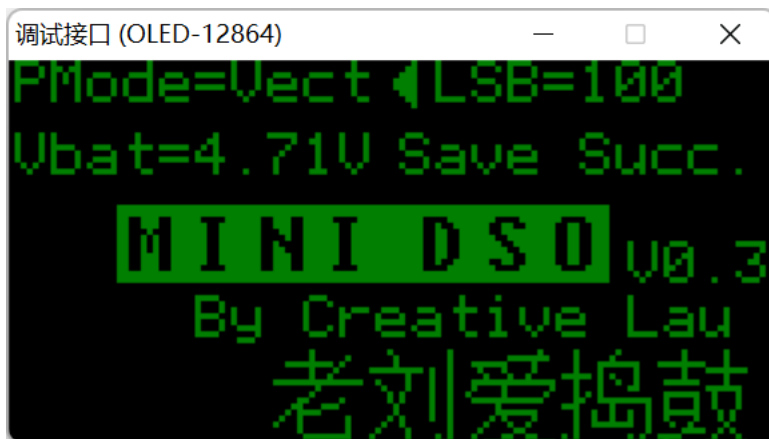 调试接口 (OLED-12864)
PMode=Vect LSB=100
Vbat=4.71V Save Succ.
MINI DSO V0.3
By Creative Lau
老刘爱捣鼓